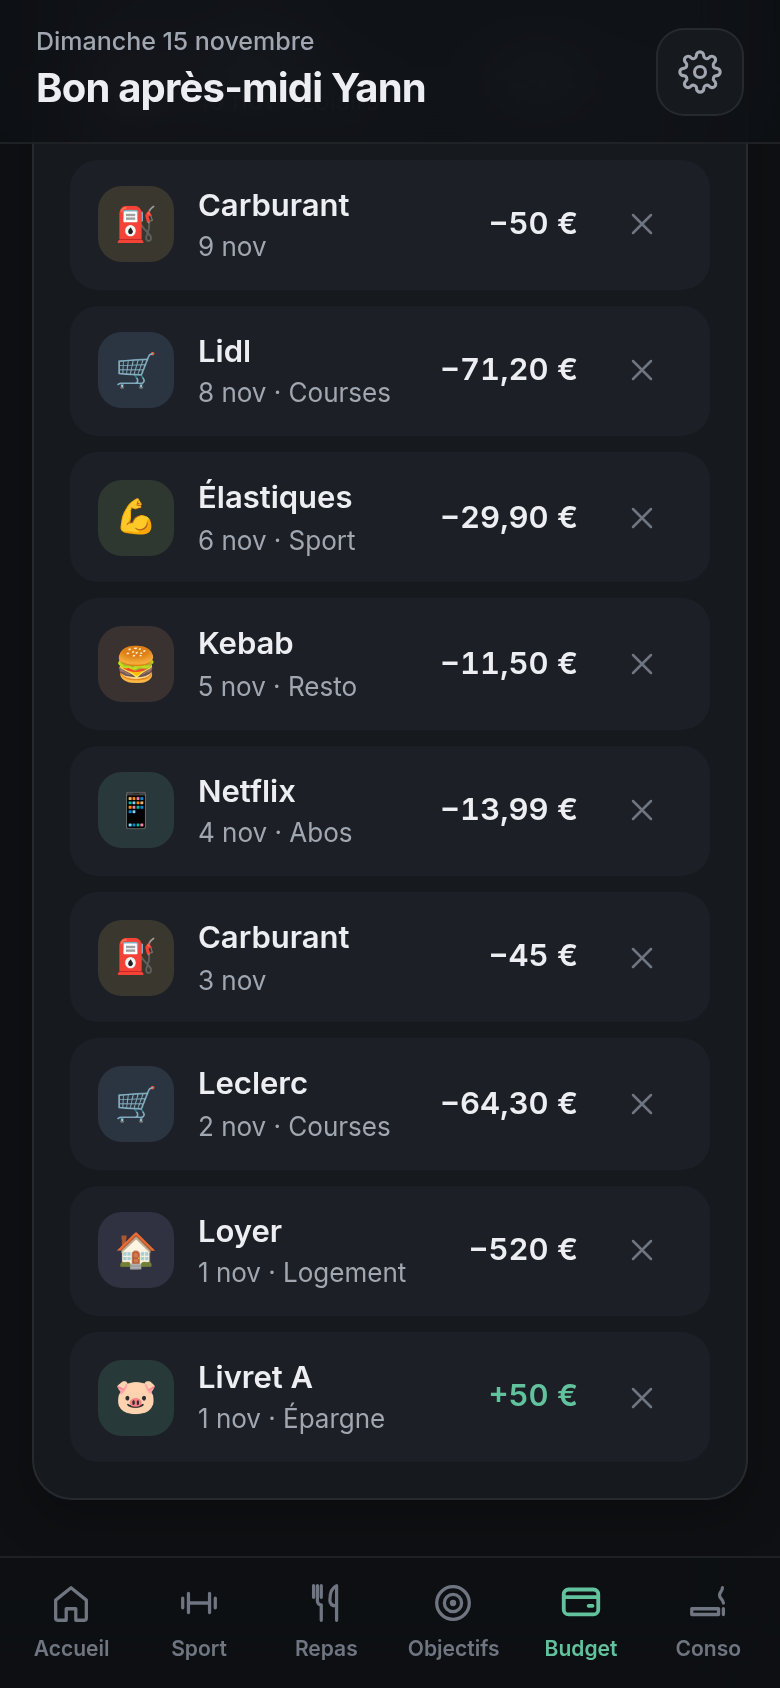 Dimanche 15 novembre
Bon après-midi Yann
Carburant
9 nov
−50 €
Lidl
8 nov · Courses
−71,20 €
Élastiques
6 nov · Sport
−29,90 €
Kebab
5 nov · Resto
−11,50 €
Netflix
4 nov · Abos
−13,99 €
Carburant
3 nov
−45 €
Leclerc
2 nov · Courses
−64,30 €
Loyer
1 nov · Logement
−520 €
Livret A
1 nov · Épargne
+50 €
Accueil
Sport
Repas
Objectifs
Budget
Conso